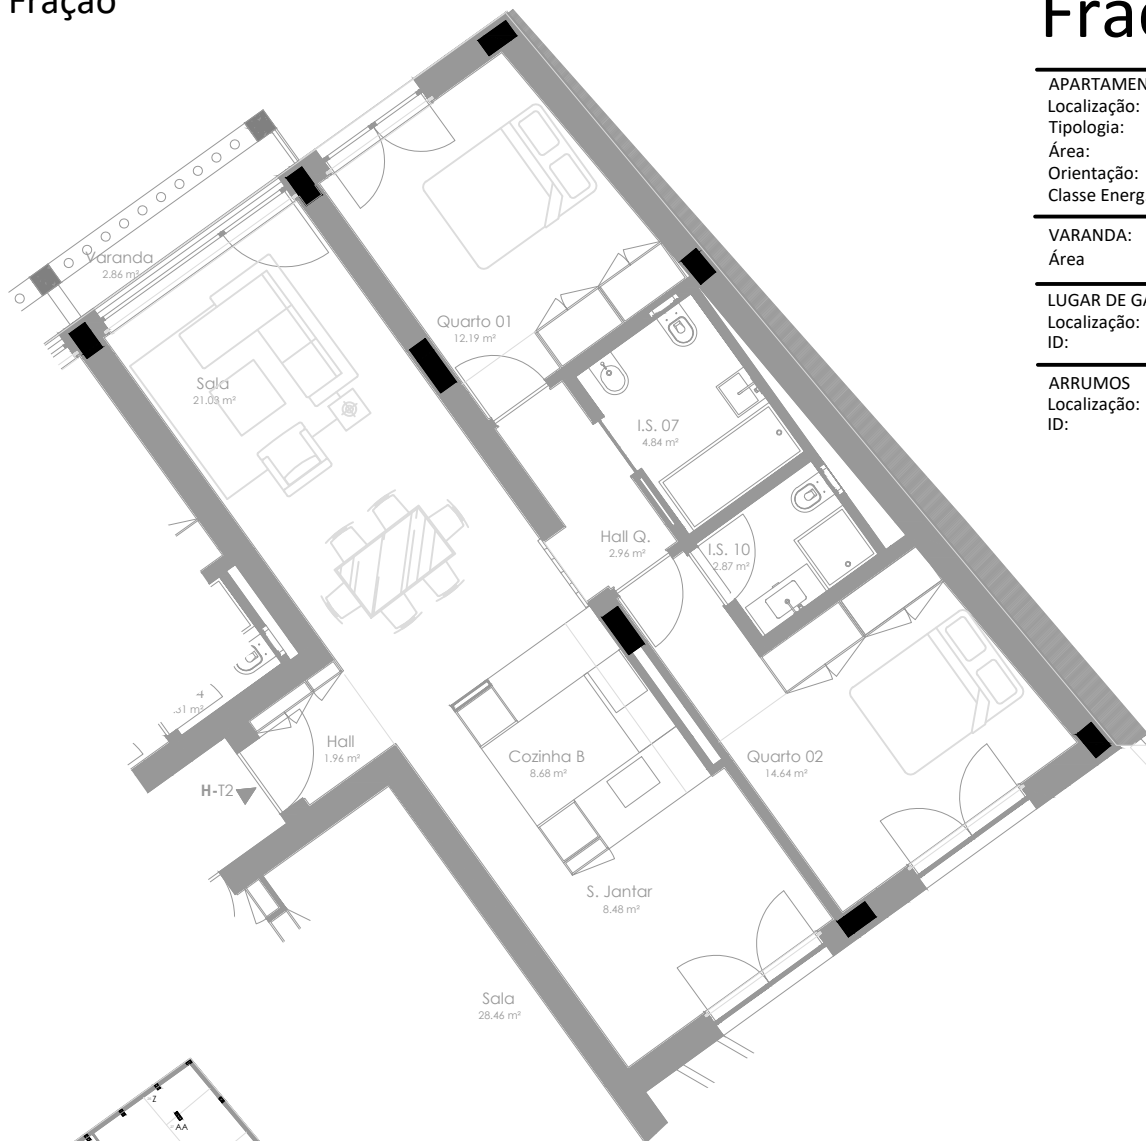 Fração
Varanda
2.86 m²
Sala
21.03 m²
Quarto 01
12.19 m²
I.S. 07
4.84 m²
Hall Q.
2.96 m²
I.S. 10
2.87 m²
Hall
1.96 m²
H-T2
Cozinha B
8.68 m²
Quarto 02
14.64 m²
S. Jantar
8.48 m²
Sala
28.46 m²
Z
AA
APARTAMEN
Localização:
Tipologia:
Área:
Orientação:
Classe Energ
VARANDA:
Área
LUGAR DE GA
Localização:
ID:
ARRUMOS
Localização:
ID: